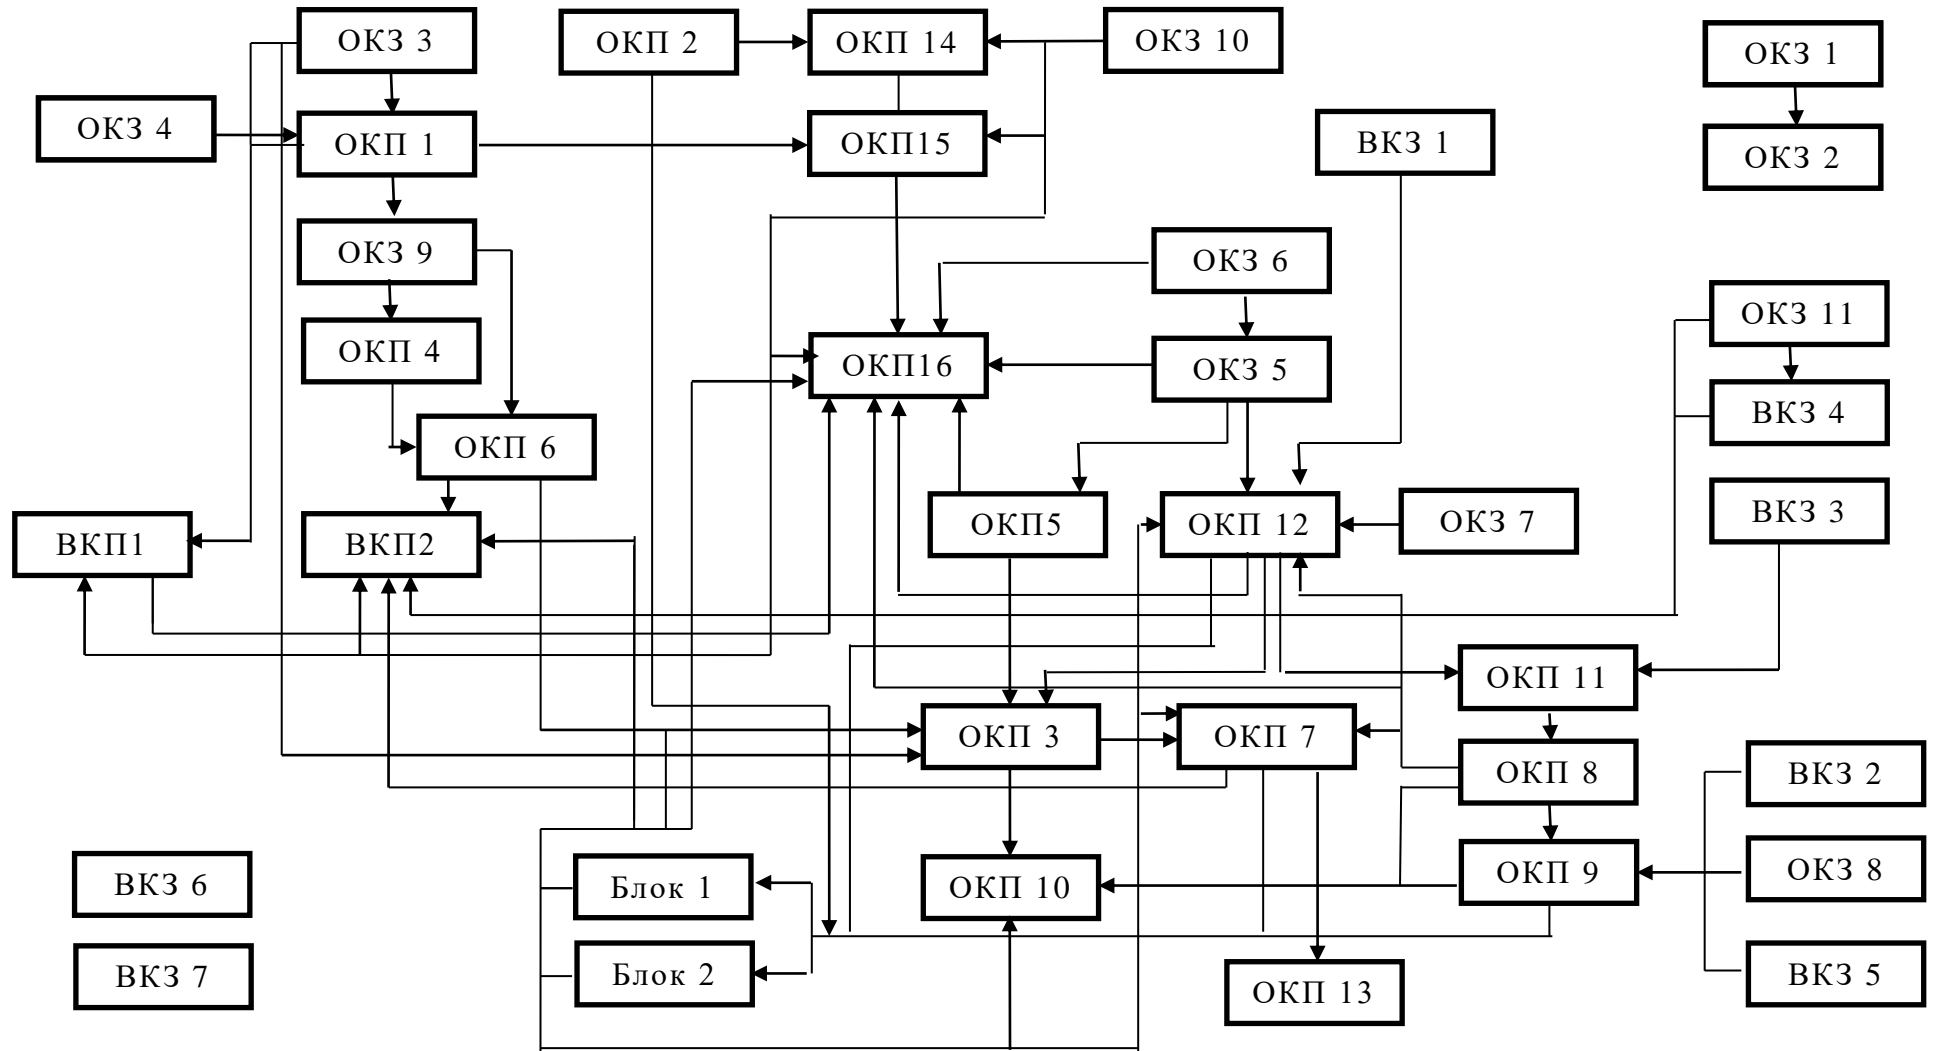 ОКЗ 3
ОКП 2
ОКП 14
ОКЗ 10
ОКЗ 1
ОКЗ 4
ОКП 1
ОКП15
ВКЗ 1
ОКЗ 2
ОКЗ 9
ОКЗ 6
ОКЗ 11
ОКП 4
ОКП16
ОКЗ 5
ВКЗ 4
ОКП 6
ВКЗ 3
ВКП1
ВКП2
ОКП5
ОКП 12
ОКЗ 7
ОКП 11
ОКП 3
ОКП 7
ОКП 8
ВКЗ 2
ВКЗ 6
Блок 1
ОКП 10
ОКП 9
ОКЗ 8
ВКЗ 7
Блок 2
ОКП 13
ВКЗ 5